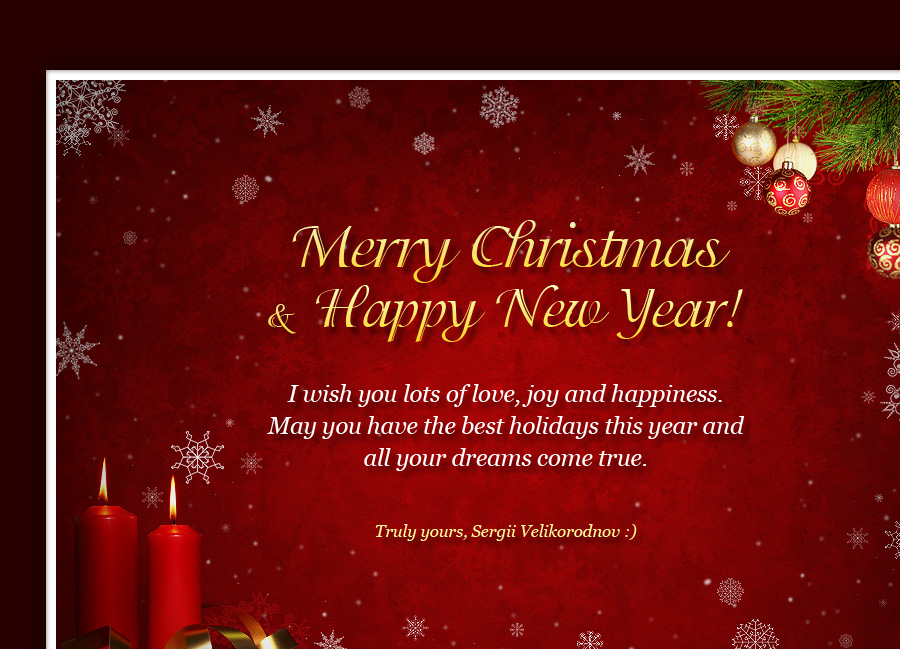 Merry Christmas
& Happy New Year!
I wish you lots of love, joy and happiness.
May you have the best holidays this year and
all your dreams come true.
Truly yours, Sergii Velikorodnov :)